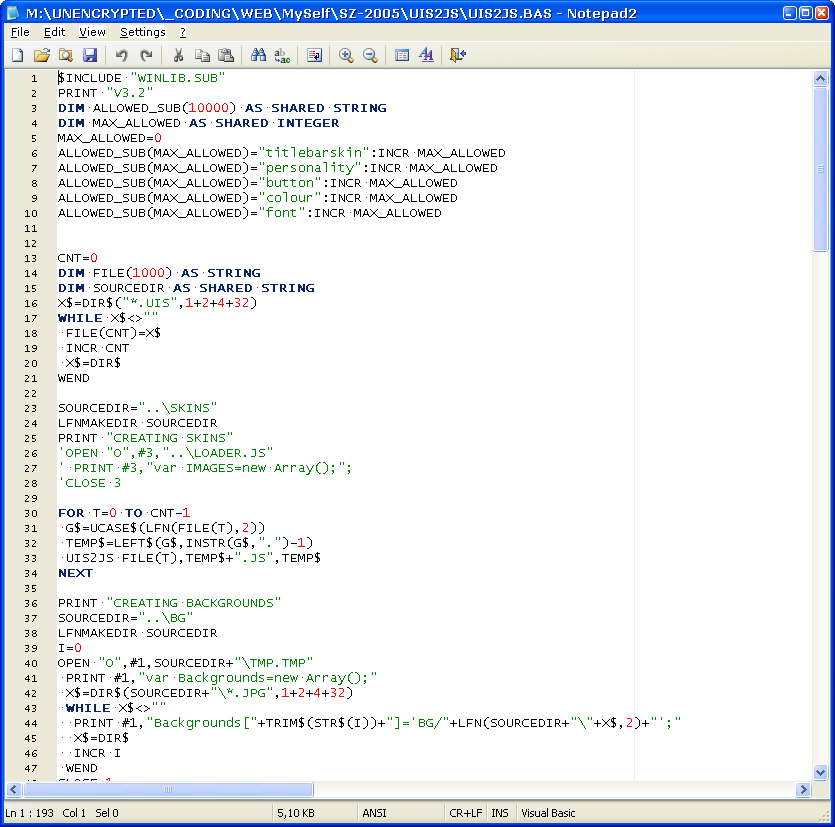 M:\UNENCRYPTED\_CODING\WEB\MySelf\SZ-2005\UIS2JS\UIS2JS.BAS - Notepad2
File Edit View Settings ?
1 $INCLUDE "WINLIB.SUB"
2 PRINT "V3.2"
3 DIM ALLOWED_SUB(10000) AS SHARED STRING
4 DIM MAX_ALLOWED AS SHARED INTEGER
5 MAX_ALLOWED=0
6 ALLOWED_SUB(MAX_ALLOWED)="titlebarskin":INCR MAX_ALLOWED
7 ALLOWED_SUB(MAX_ALLOWED)="personality":INCR MAX_ALLOWED
8 ALLOWED_SUB(MAX_ALLOWED)="button":INCR MAX_ALLOWED
9 ALLOWED_SUB(MAX_ALLOWED)="colour":INCR MAX_ALLOWED
10 ALLOWED_SUB(MAX_ALLOWED)="font":INCR MAX_ALLOWED
11
12
13 CNT=0
14 DIM FILE(1000) AS STRING
15 DIM SOURCEDIR AS SHARED STRING
16 X$=DIR$("*.UIS",1+2+4+32)
17 WHILE X$<>""
18 FILE(CNT)=X$
19 INCR CNT
20 X$=DIR$
21 WEND
22
23 SOURCEDIR="..\SKINS"
24 LFNMAKEDIR SOURCEDIR
25 PRINT "CREATING SKINS"
26 'OPEN "O",#3,"..\LOADER.JS"
27 ' PRINT #3,"var IMAGES=new Array();";
28 'CLOSE 3
29
30 FOR T=0 TO CNT-1
31 G$=UCASE$(LFN(FILE(T),2))
32 TEMP$=LEFT$(G$,INSTR(G$,".")-1)
33 UIS2JS FILE(T),TEMP$+".JS",TEMP$
34 NEXT
35
36 PRINT "CREATING BACKGROUNDS"
37 SOURCEDIR="..\BG"
38 LFNMAKEDIR SOURCEDIR
39 I=0
40 OPEN "O",#1,SOURCEDIR+"\TMP.TMP"
41 PRINT #1,"var Backgrounds=new Array();"
42 X$=DIR$(SOURCEDIR+"\*.JPG",1+2+4+32)
43 WHILE X$<>""
44 PRINT #1,"Backgrounds["+TRIM$(STR$(I))+"]='BG/"+LFN(SOURCEDIR+"\"+X$,2)+"';"
45 X$=DIR$
46 INCR I
47 WEND
Ln 1 : 193 Col 1 Sel 0 5,10 KB ANSI CR+LF INS Visual Basic